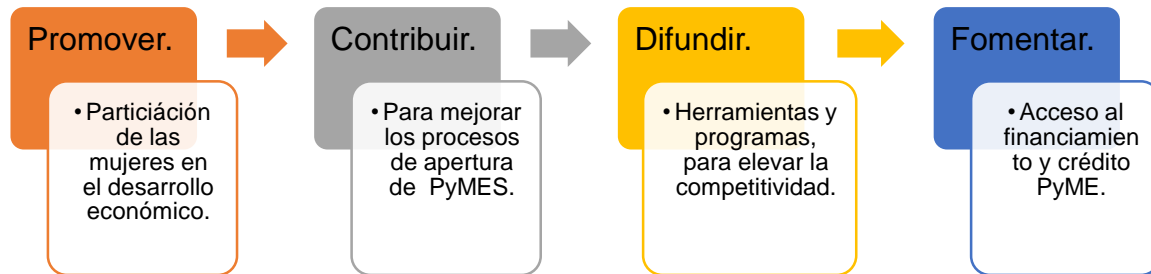 Promover.
• Particiáción
de las
mujeres en
el desarrollo
económico.
Contribuir.
• Para mejorar
los procesos
de apertura
de PyMES.
Difundir.
• Herramientas y
programas,
para elevar la
competitividad.
Fomentar.
• Acceso al
financiamien
to y crédito
PyME.